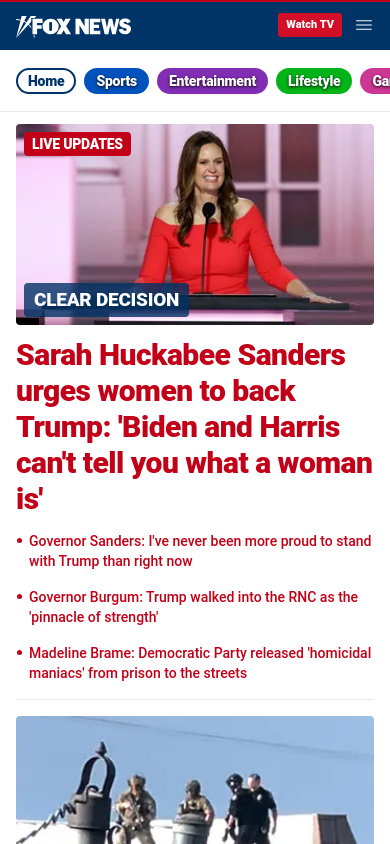 FOX NEWS
Watch TV
Home
Sports
Entertainment
Lifestyle
LIVE UPDATES
CLEAR DECISION
Sarah Huckabee Sanders
urges women to back
Trump: 'Biden and Harris
can't tell you what a woman
is'
• Governor Sanders: I've never been more proud to stand
with Trump than right now
• Governor Burgum: Trump walked into the RNC as the
'pinnacle of strength'
• Madeline Brame: Democratic Party released 'homicidal
maniacs' from prison to the streets